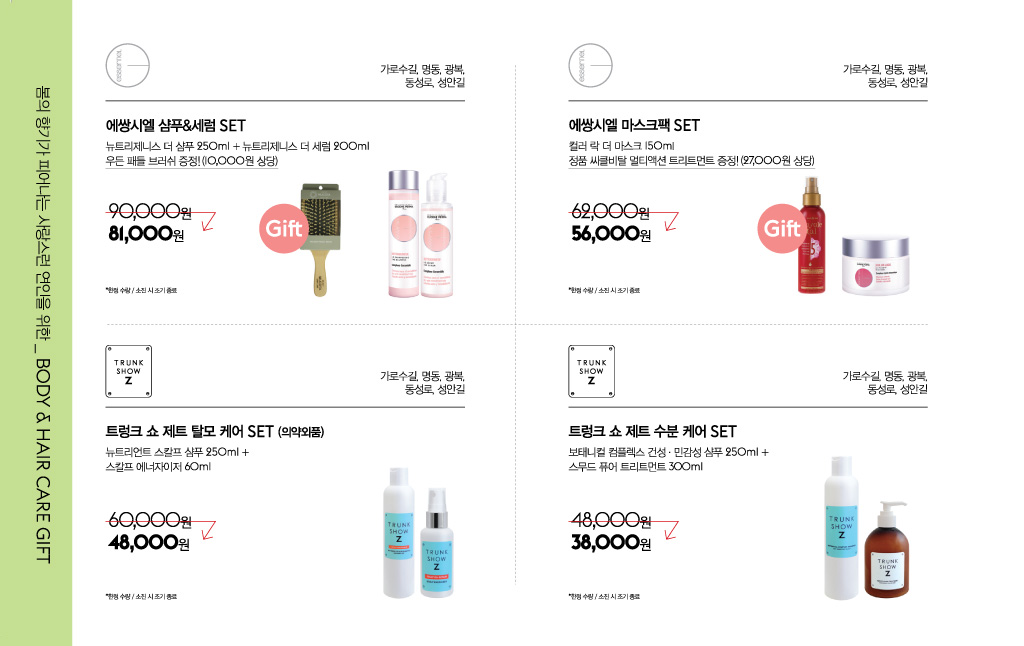 봄의 향기가 피어나는 사랑스런 연인을 위한 _ BODY & HAIR CARE GIFT
essential
가로수길, 명동, 광복,
동성로, 성안길
에쌍시엘 샴푸&세럼 SET
뉴트리제니스 더 샴푸 250ml + 뉴트리제니스 더 세럼 200ml
우든 패들 브러쉬 증정! (10,000원 상당)
90,000원
81,000원
Gift
*한정 수량 / 소진 시 조기 종료
가로수길, 명동, 광복,
동성로, 성안길
에쌍시엘 마스크팩 SET
컬러 락 더 마스크 150ml
정품 씨클비탈 멀티액션 트리트먼트 증정! (27,000원 상당)
62,000원
56,000원
Gift
*한정 수량 / 소진 시 조기 종료
TRUNK
SHOW
Z
가로수길, 명동, 광복,
동성로, 성안길
트렁크 쇼 제트 탈모 케어 SET (의약외품)
뉴트리언트 스칼프 샴푸 250ml +
스칼프 에너자이저 60ml
60,000원
48,000원
TRUNK
SHOW
Z
TRUNK
SHOW
Z
*한정 수량 / 소진 시 조기 종료
TRUNK
SHOW
Z
가로수길, 명동, 광복,
동성로, 성안길
트렁크 쇼 제트 수분 케어 SET
보태니컬 컴플렉스 건성 · 민감성 샴푸 250ml +
스무드 퓨어 트리트먼트 300ml
48,000원
38,000원
TRUNK
SHOW
Z
TRUNK
SHOW
Z
*한정 수량 / 소진 시 조기 종료